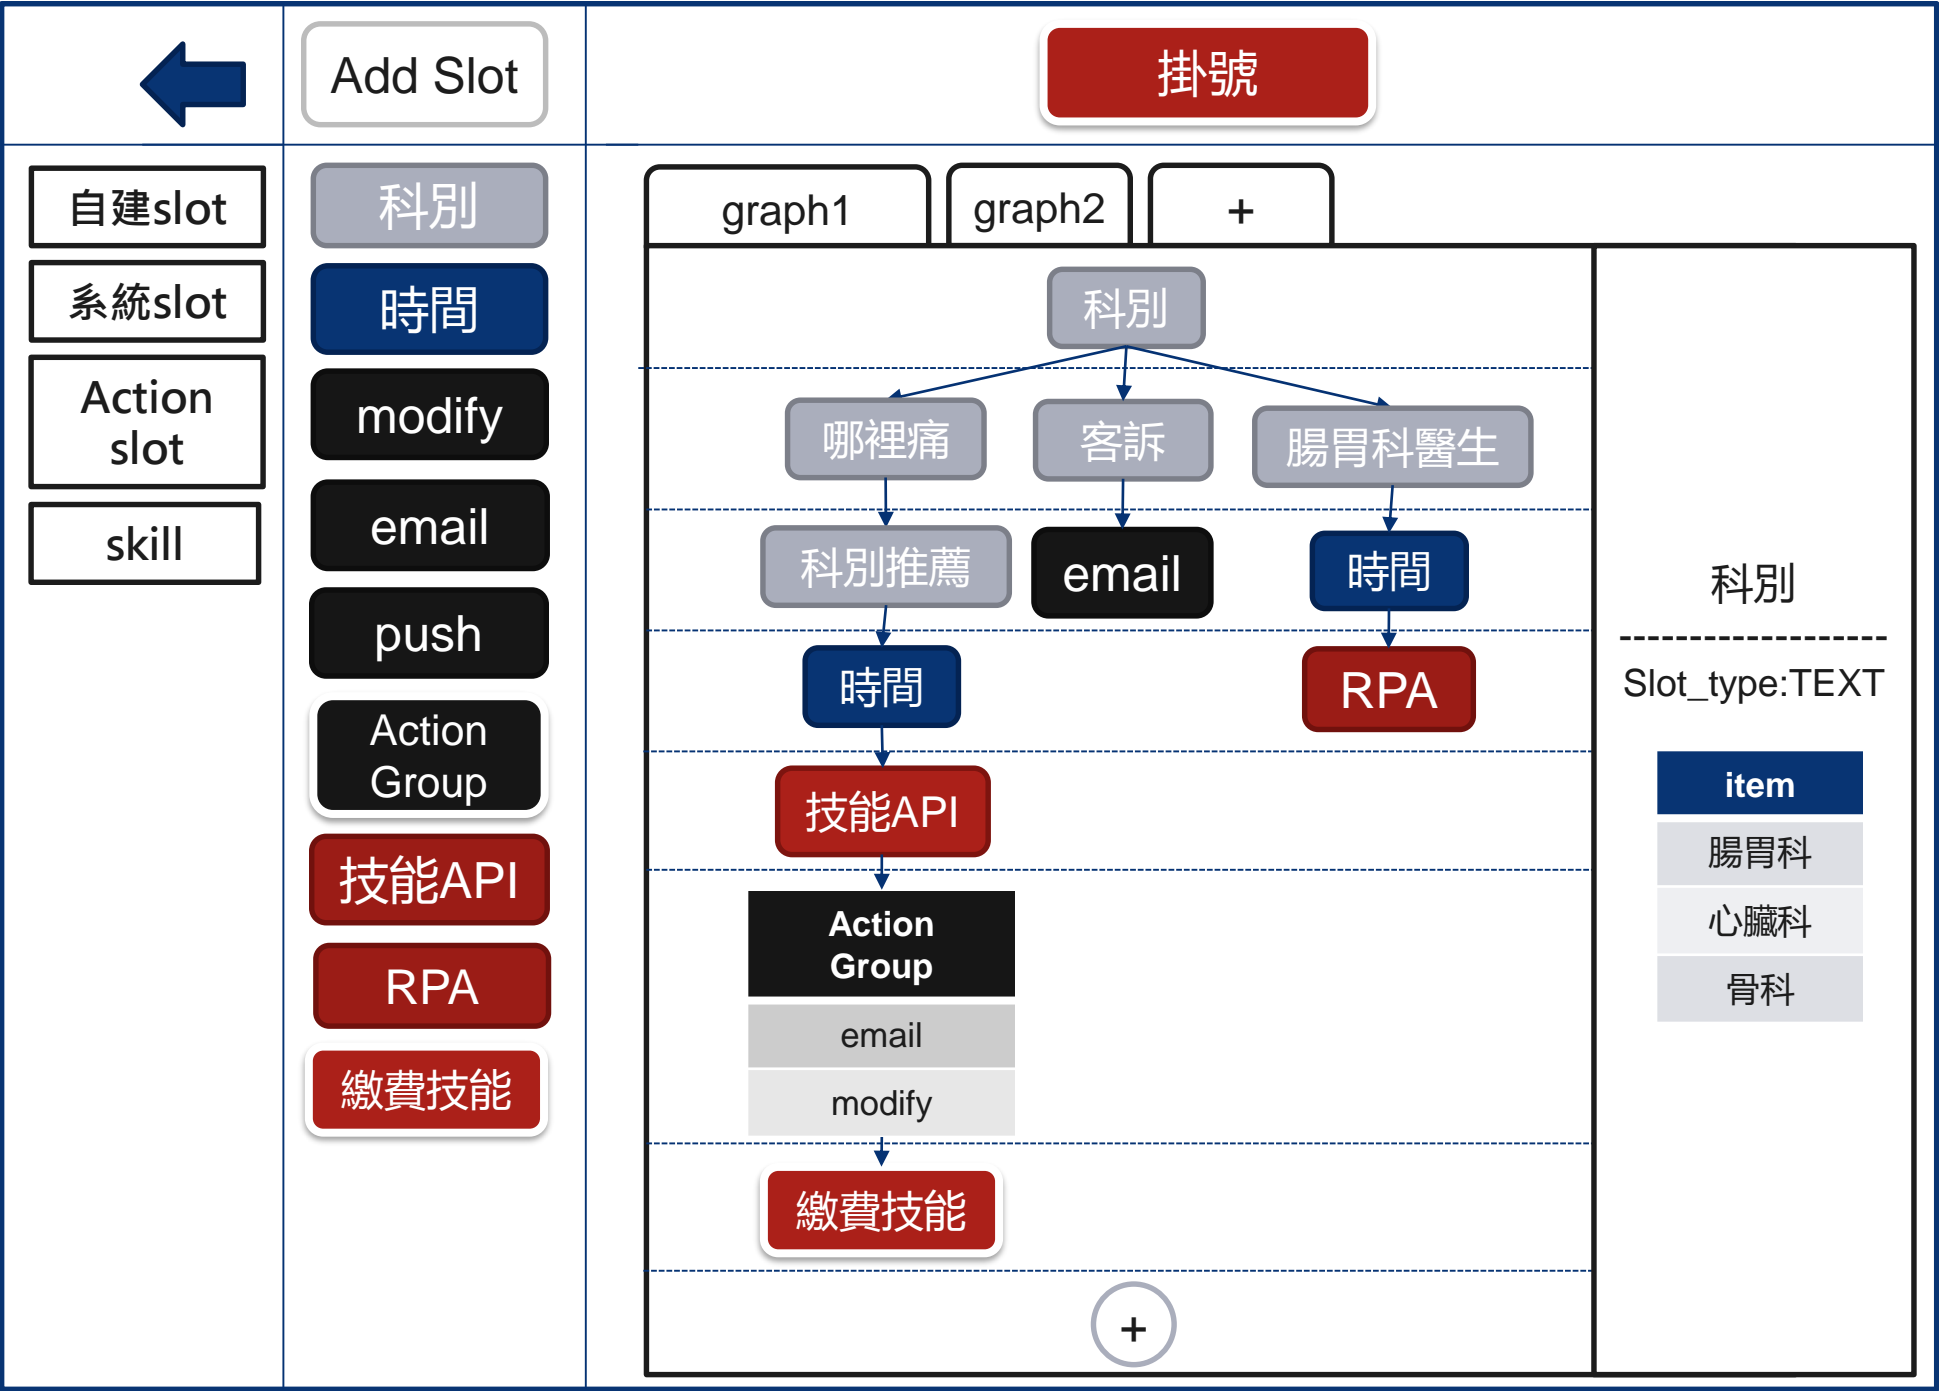 Add Slot
掛號
自建slot
系統slot
Action
slot
skill
科別
時間
modify
email
push
Action
Group
技能API
RPA
繳費技能
graph1
graph2
+
科別
哪裡痛
客訴
腸胃科醫生
科別推薦
email
時間
時間
RPA
技能API
Action
Group
email
modify
繳費技能
+
科別
-------------------
Slot_type:TEXT
item
腸胃科
心臟科
骨科